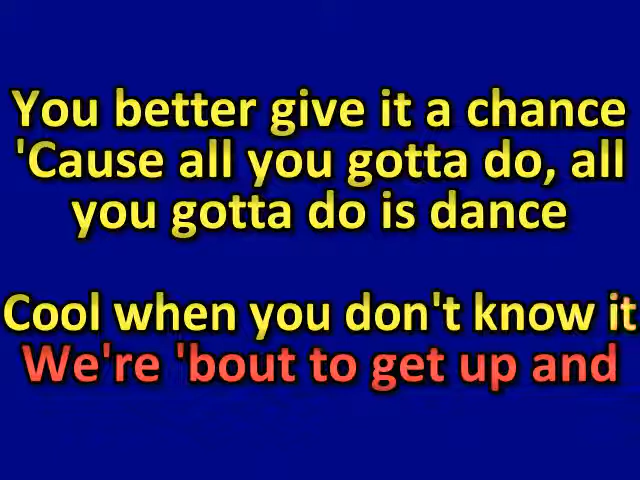 You better give it a chance
'Cause all you gotta do, all
you gotta do is dance
Cool when you don't know it
We're 'bout to get up and